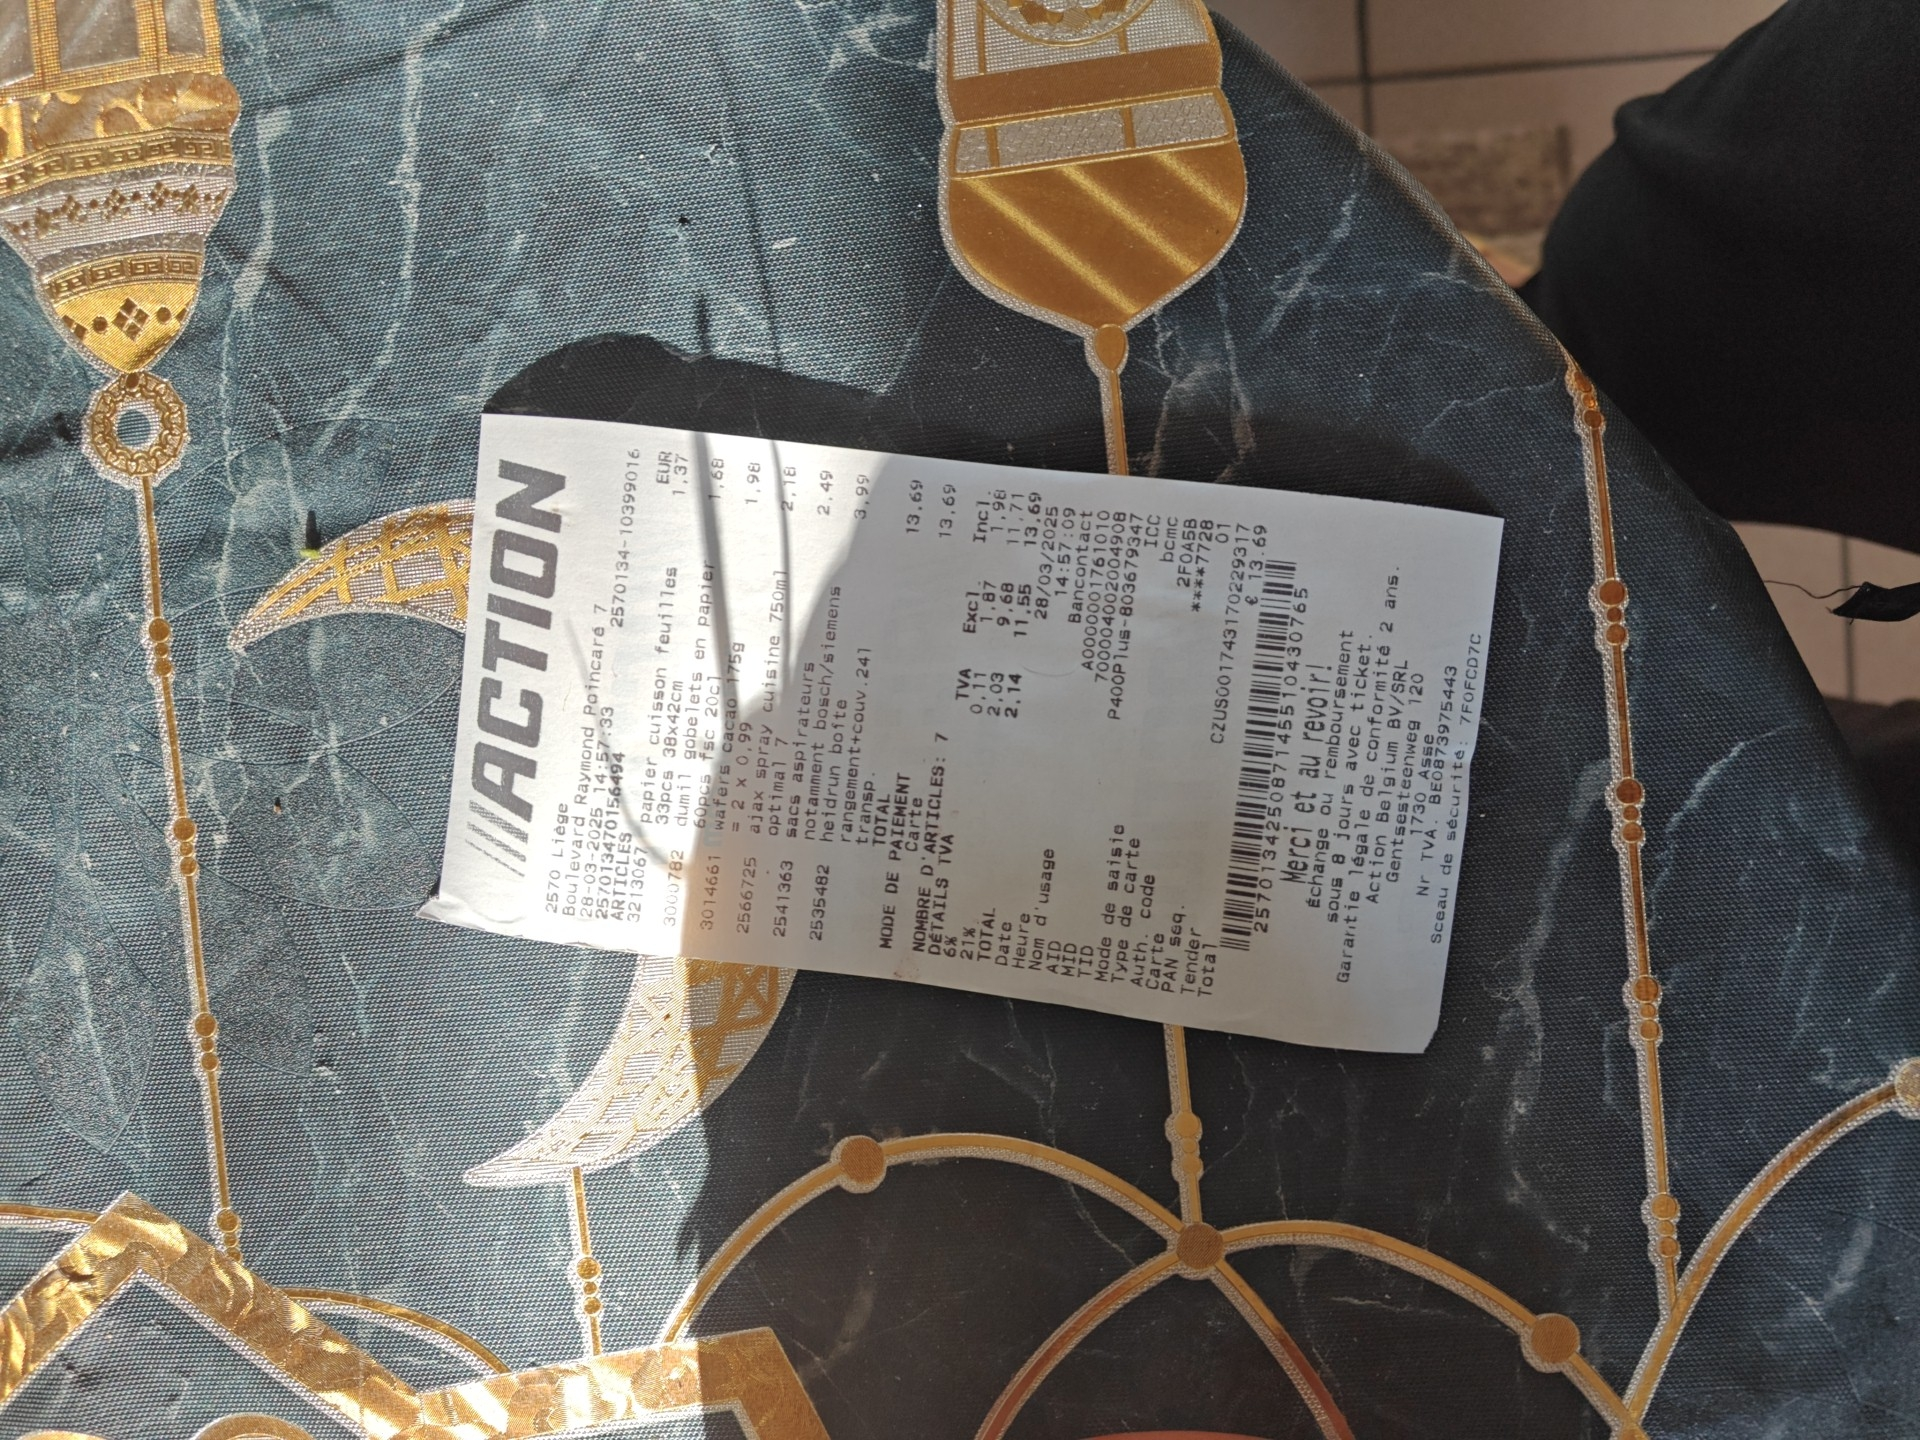 ACTION
2570 Liège
Boulevard Raymond Poincaré 7
28-03-2025 14:57:33 2570134-10399016
257013470156494
ARTICLES EUR
3213067 papier cuisson feuilles 1,37
33pcs 38x42cm
3000782 dumil gobelets en papier 1,68
60pcs fsc 20cl
3014661 wafers cacao 175g 1,98
= 2 x 0.99
2566725 ajax spray cuisine 750ml 2,18
optimal 7
2541363 sacs aspirateurs 2,49
notamment bosch/siemens
2535482 heidrun boîte 3,99
rangement+couv.24l
transp.
TOTAL 13,69
MODE DE PAIEMENT
Carte 13,69
NOMBRE D'ARTICLES: 7
DÉTAILS TVA TVA Excl. Incl.
6% 0,11 1,87 1,98
21% 2,03 9,68 11,71
TOTAL 2,14 11,55 13,69
Date 28/03/2025
Heure 14:57:09
Nom d'usage Bancontact
AID A0000001761010
MID 700004002004908
TID P400Plus-803679347
Mode de saisie ICC
Type de carte bcmc
Auth. code 2F0A5B
Carte ****7728
PAN seq. 01
Tender CZUS001743170229317
Total € 13.69
257013425087145510430765
Merci et au revoir!
Échange ou remboursement
sous 8 jours avec ticket.
Garantie légale de conformité 2 ans.
Action Belgium BV/SRL
Gentsesteenweg 120
1730 Asse
Nr TVA. BE0873975443
Sceau de sécurité: 7F0FCD7C